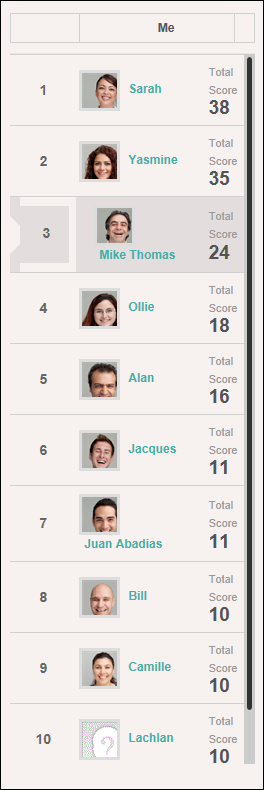 Me
1
Sarah
Total
Score
38
2
Yasmine
Total
Score
35
3
Mike Thomas
Total
Score
24
4
Ollie
Total
Score
18
5
Alan
Total
Score
16
6
Jacques
Total
Score
11
7
Juan Abadias
Total
Score
11
8
Bill
Total
Score
10
9
Camille
Total
Score
10
10
Lachlan
Total
Score
10